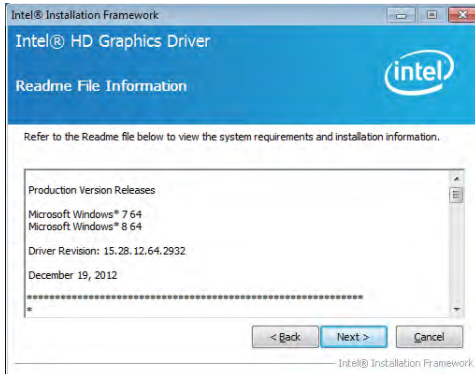 Intel® Installation Framework
Intel® HD Graphics Driver
Readme File Information
intel
Refer to the Readme file below to view the system requirements and installation information.
Production Version Releases
Microsoft Windows* 7 64
Microsoft Windows* 8 64
Driver Revision: 15.28.12.64.2932
December 19, 2012
*************************************************************
*
< Back
Next >
Cancel
Intel® Installation Framework